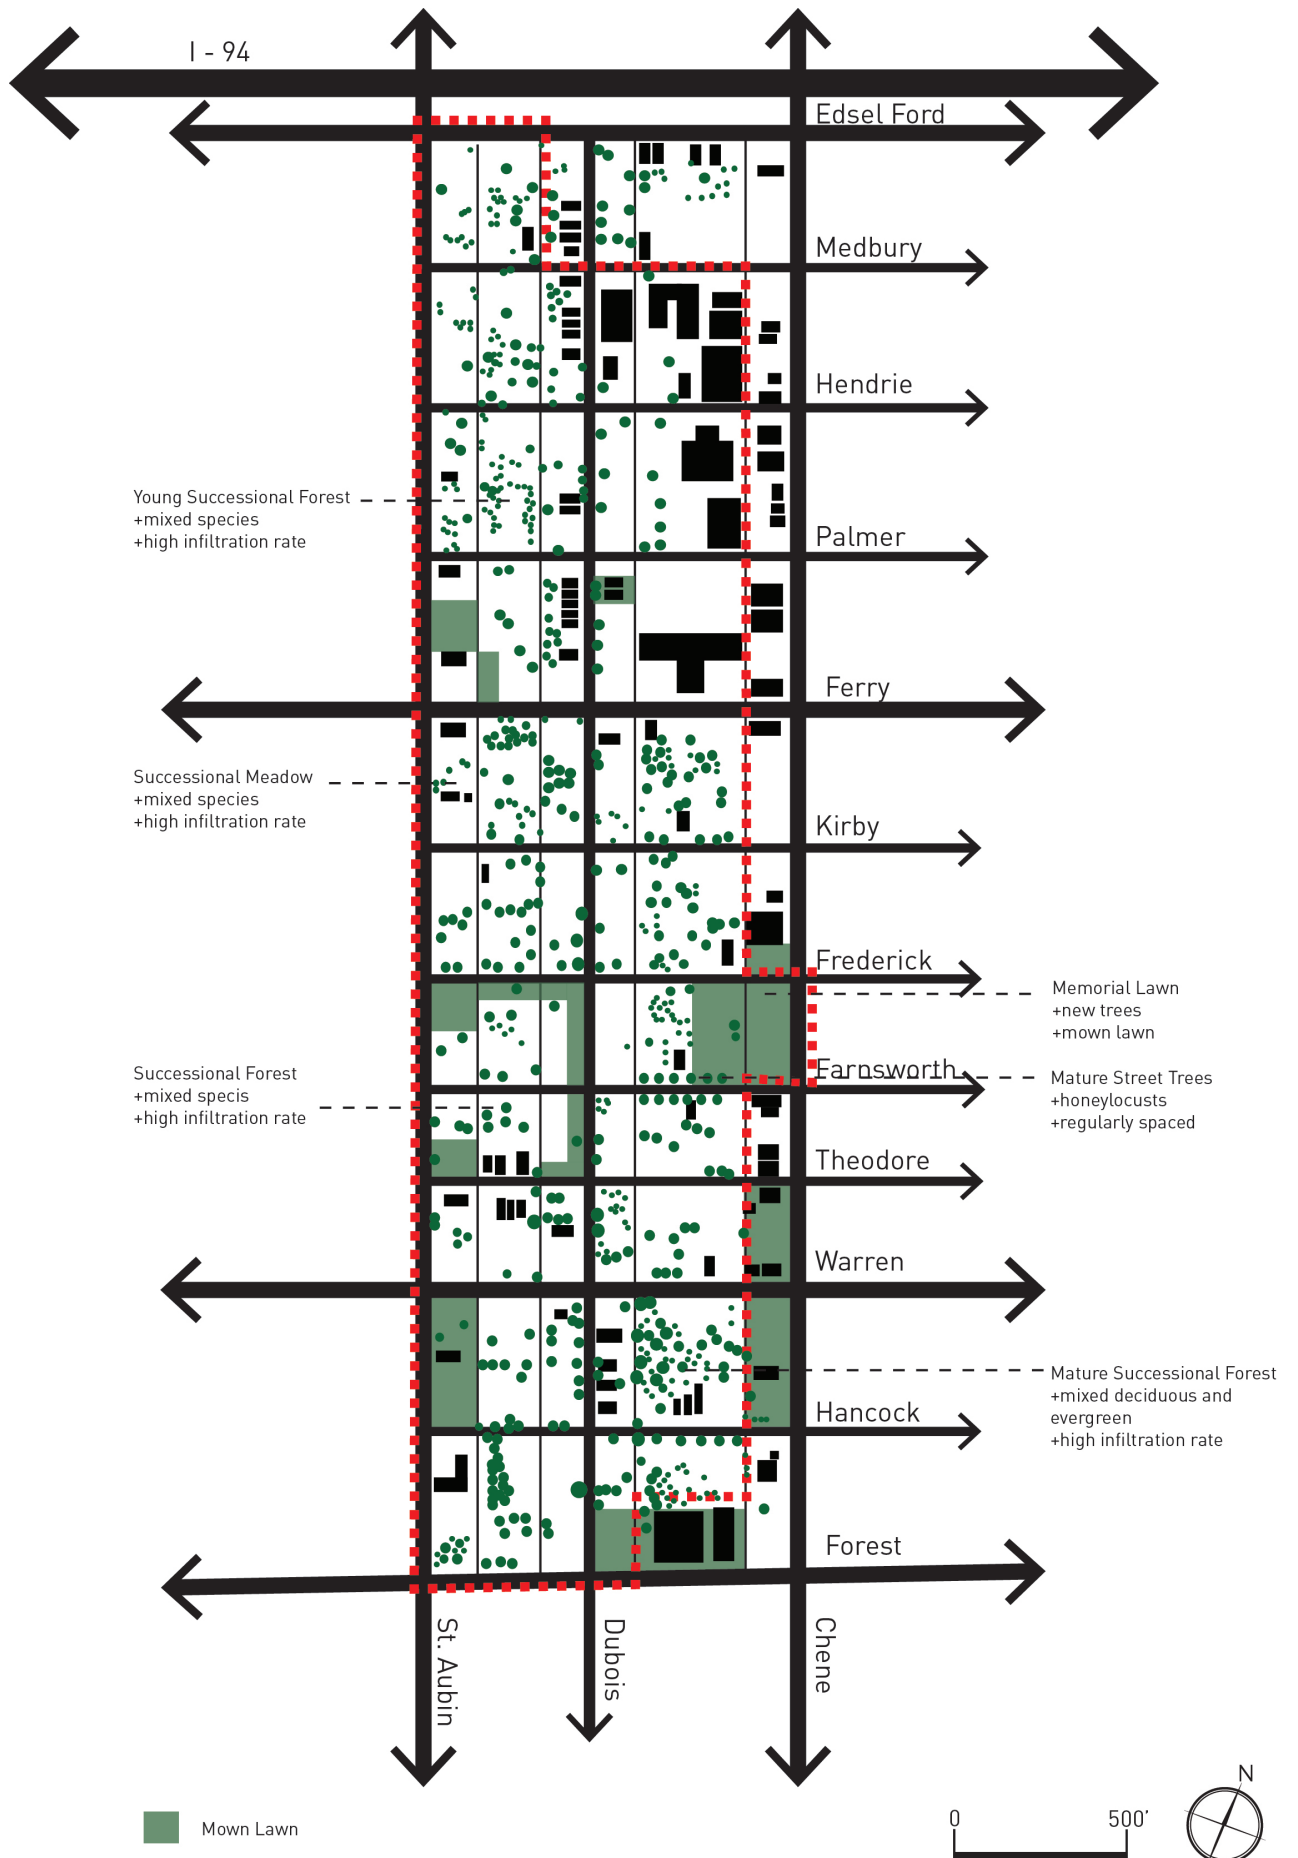 I - 94
Edsel Ford
Medbury
Hendrie
Young Successional Forest
+mixed species
+high infiltration rate
Palmer
Ferry
Successional Meadow
+mixed species
+high infiltration rate
Kirby
Frederick
Memorial Lawn
+new trees
+mown lawn
Farnsworth
Successional Forest
+mixed specis
+high infiltration rate
Mature Street Trees
+honeylocusts
+regularly spaced
Theodore
Warren
Mature Successional Forest
+mixed deciduous and
evergreen
+high infiltration rate
Hancock
Forest
St. Aubin
Dubois
Chene
N
0
500'
Mown Lawn